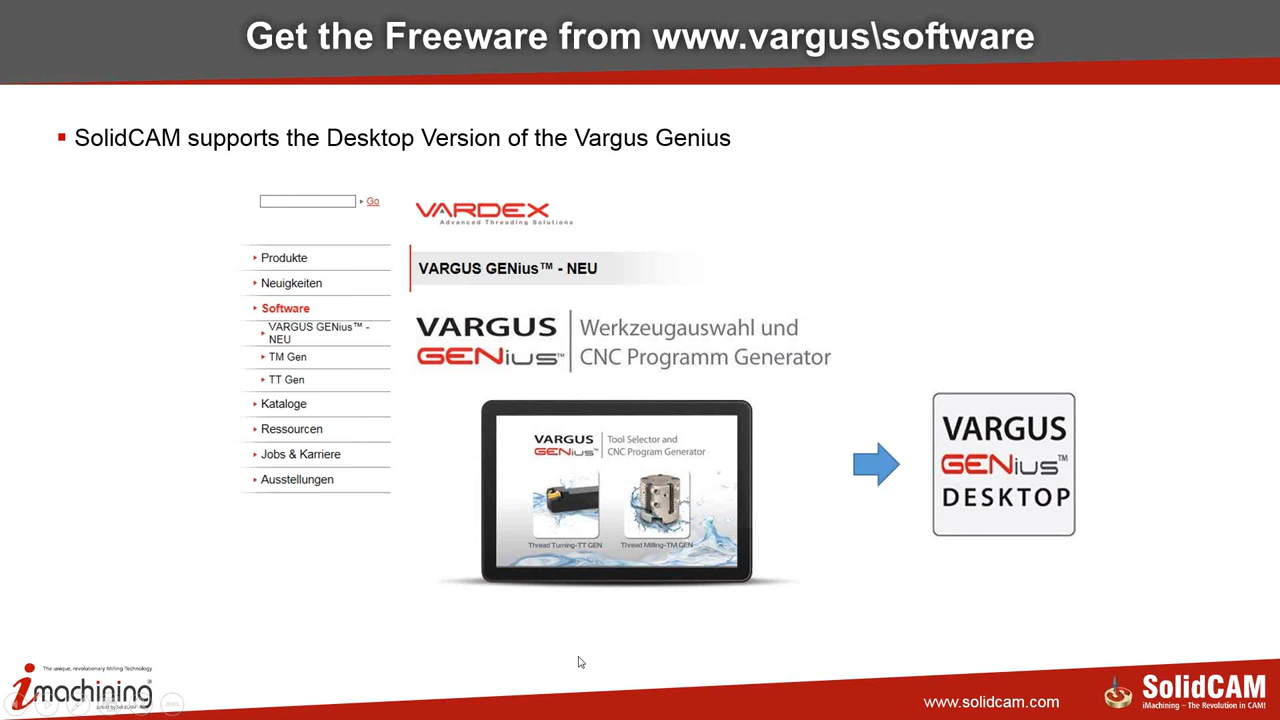 Get the Freeware from www.vargus\software
SolidCAM supports the Desktop Version of the Vargus Genius
Go
VARDEX
Advanced Threading Solutions
Produkte
Neuigkeiten
Software
VARGUS GENius™ -
NEU
TM Gen
TT Gen
Kataloge
Ressourcen
Jobs & Karriere
Ausstellungen
VARGUS GENius™ - NEU
VARGUS
GENius™
Werkzeugauswahl und
CNC Programm Generator
VARGUS
GENius™
Tool Selector and
CNC Program Generator
Thread Turning-TT GEN
Thread Milling-TM GEN
VARGUS
GENius™
DESKTOP
The unique, revolutionary Milling Technology
imachining®
www.solidcam.com
SolidCAM
iMachining – The Revolution in CAM!